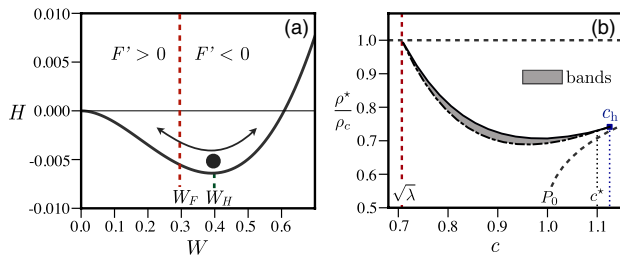 (a)
0.010
0.005
0.000
-0.005
-0.010
H
F' > 0
F' < 0
W_F
W_H
0.0 0.1 0.2 0.3 0.4 0.5 0.6
W
(b)
1.0
0.9
0.8
0.7
0.6
0.5
ρ^⋆
ρ_c
bands
c_h
√λ
P_0
c^⋆
0.7 0.8 0.9 1.0 1.1
c